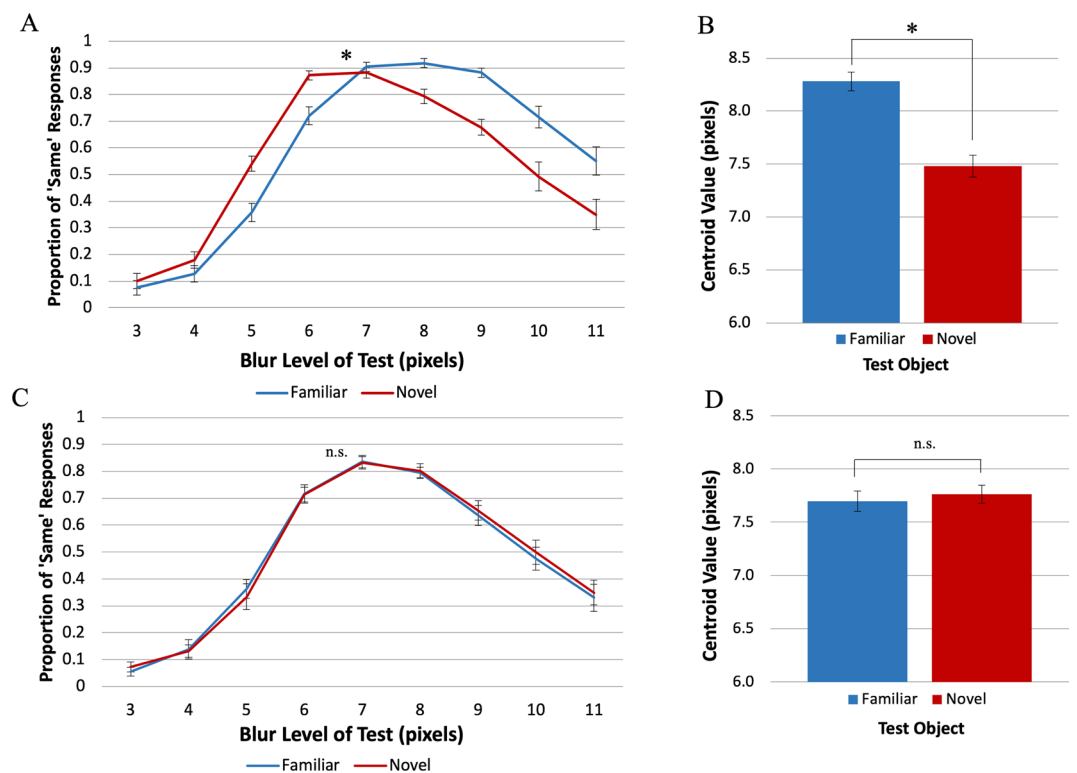 A
Proportion of 'Same' Responses
1
0.9
0.8
0.7
0.6
0.5
0.4
0.3
0.2
0.1
0
*
3 4 5 6 7 8 9 10 11
Blur Level of Test (pixels)
Familiar Novel
B
Centroid Value (pixels)
8.5
8.0
7.5
7.0
6.5
6.0
*
Familiar Novel
Test Object
C
Proportion of 'Same' Responses
1
0.9
0.8
0.7
0.6
0.5
0.4
0.3
0.2
0.1
0
n.s.
3 4 5 6 7 8 9 10 11
Blur Level of Test (pixels)
Familiar Novel
D
Centroid Value (pixels)
8.5
8.0
7.5
7.0
6.5
6.0
n.s.
Familiar Novel
Test Object